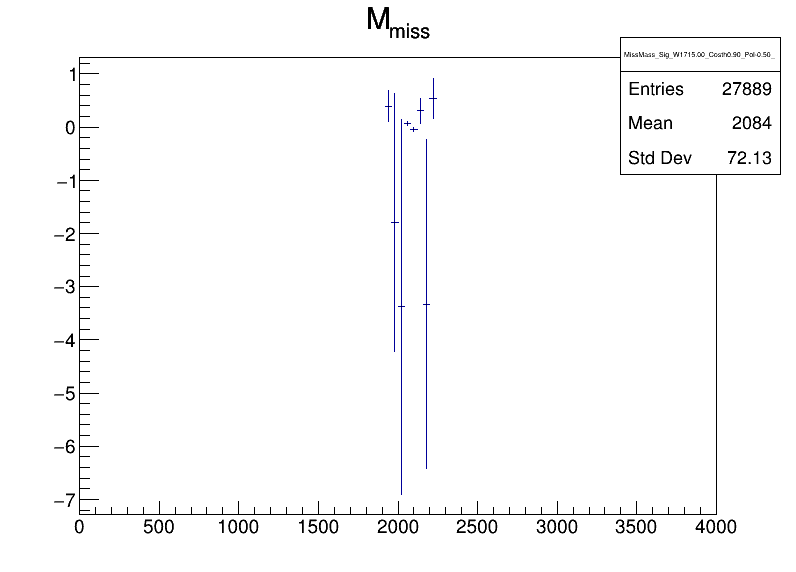 M_miss
MissMass_Sig_W1715.00_Costh0.90_Pol-0.50_
Entries 27889
Mean 2084
Std Dev 72.13
1
0
−1
−2
−3
−4
−5
−6
−7
0 500 1000 1500 2000 2500 3000 3500 4000